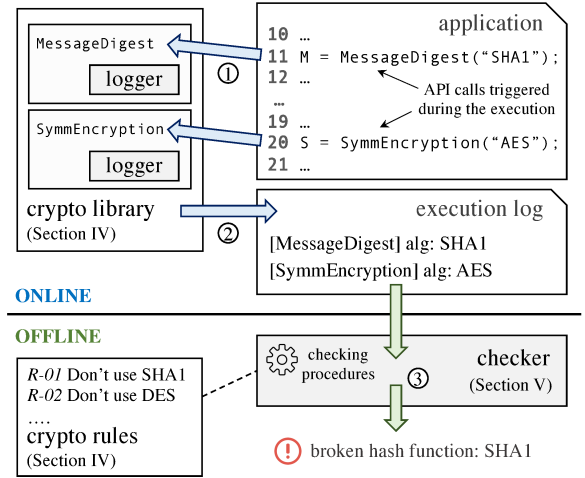 application
10 …
11 M = MessageDigest(“SHA1”);
12 …
API calls triggered
during the execution
…
19 …
20 S = SymmEncryption(“AES”);
21 …
MessageDigest
logger
①
SymmEncryption
logger
crypto library
(Section IV)
②
execution log
[MessageDigest] alg: SHA1
[SymmEncryption] alg: AES
ONLINE
OFFLINE
R-01 Don’t use SHA1
R-02 Don’t use DES
....
crypto rules
(Section IV)
checking
procedures
③
checker
(Section V)
broken hash function: SHA1